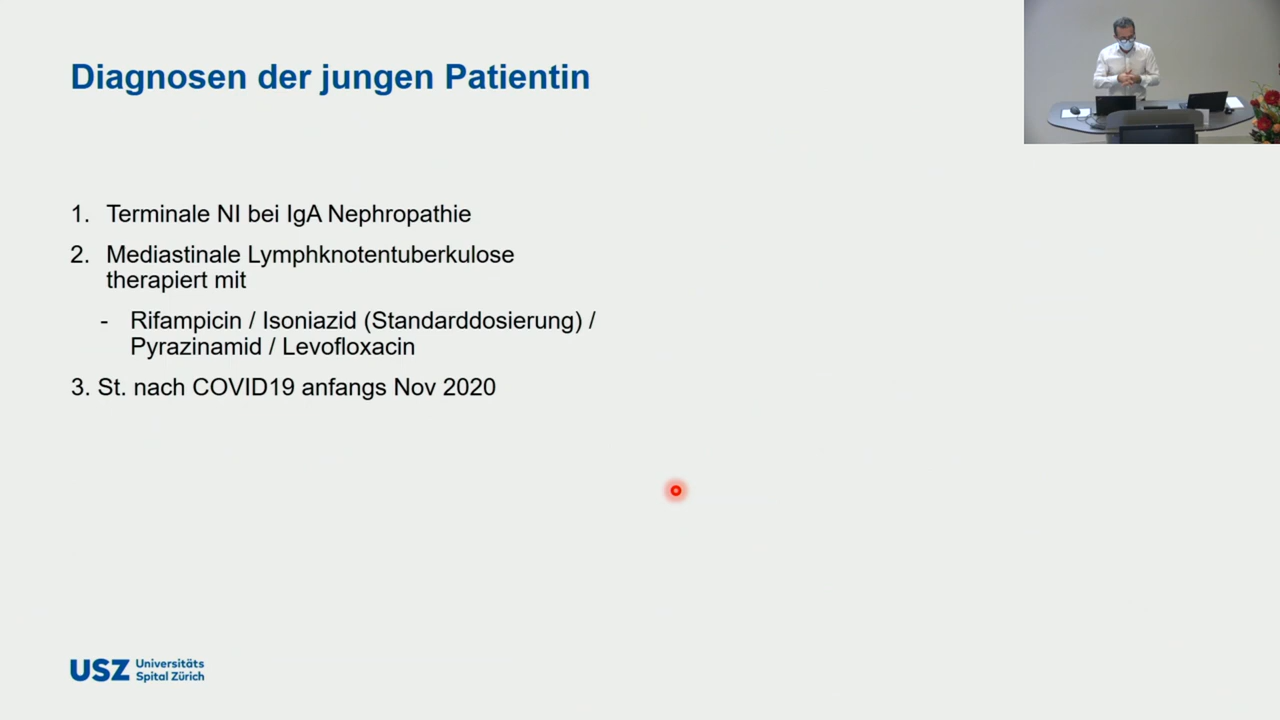 Diagnosen der jungen Patientin
1. Terminale NI bei IgA Nephropathie
2. Mediastinale Lymphknotentuberkulose
therapiert mit
- Rifampicin / Isoniazid (Standarddosierung) /
Pyrazinamid / Levofloxacin
3. St. nach COVID19 anfangs Nov 2020
USZ Universitäts
Spital Zürich